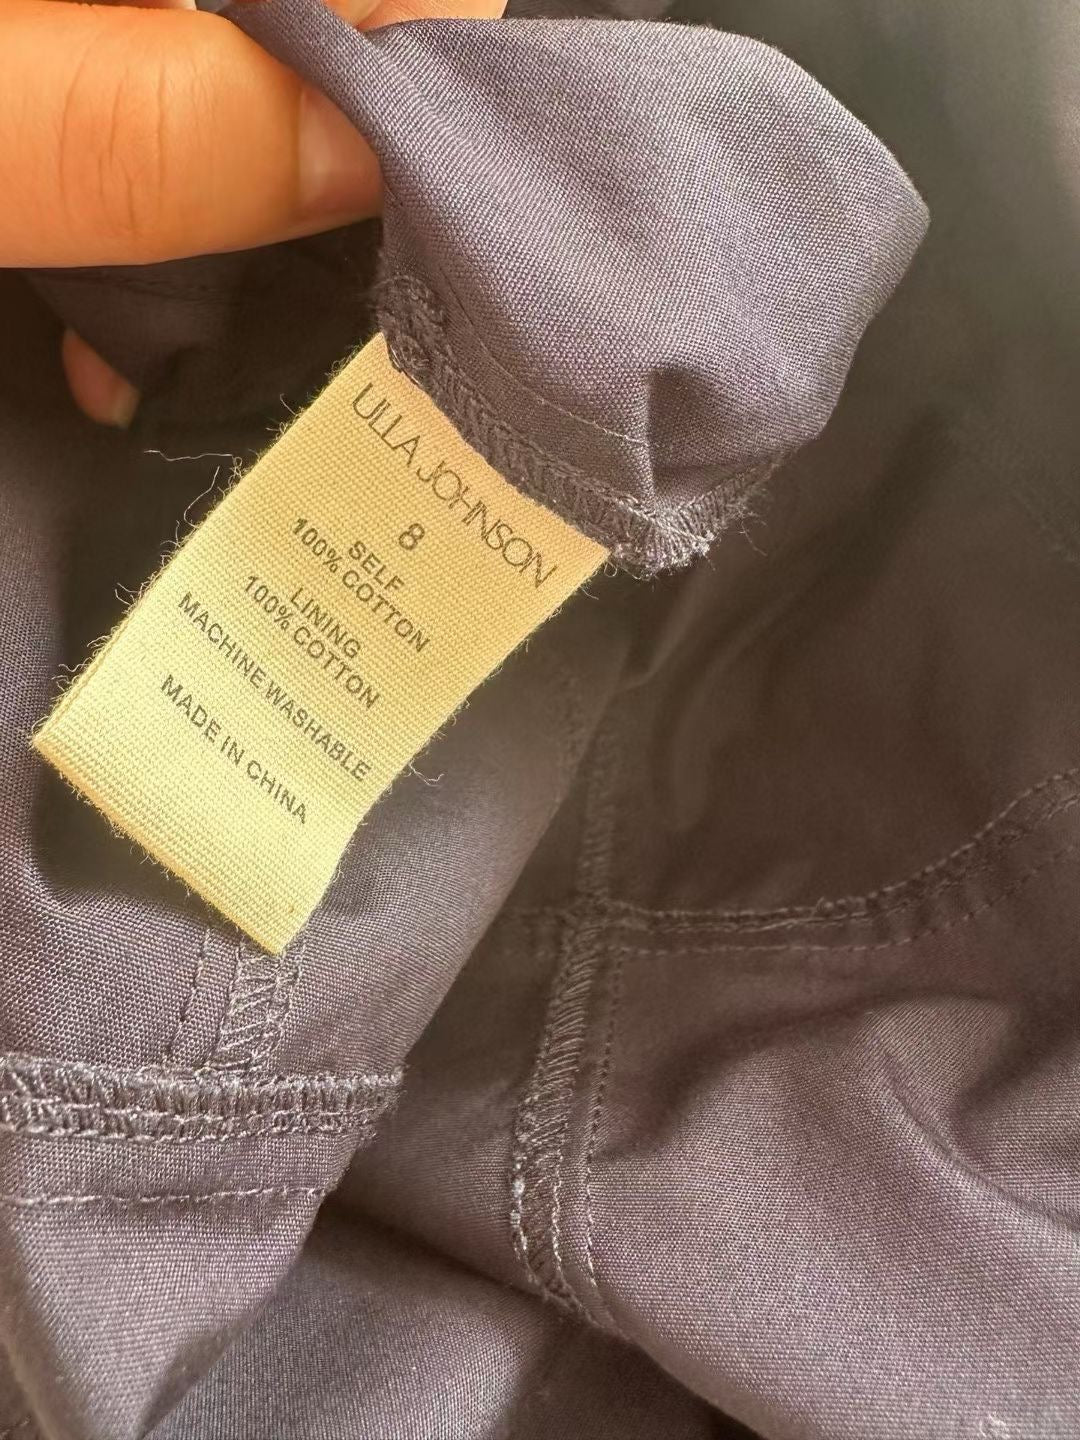 ULLA JOHNSON
8
SELF
100% COTTON
LINING
100% COTTON
MACHINE WASHABLE
MADE IN CHINA